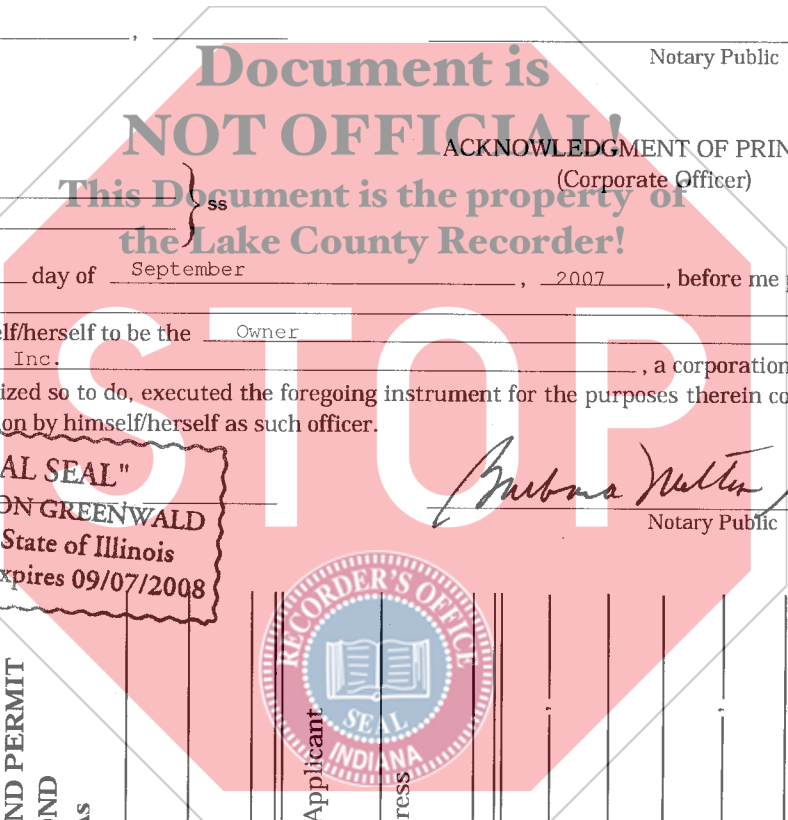 Notary Public
Document is
NOT OFFICIAL!
ACKNOWLEDGMENT OF PRIN
(Corporate Officer)
This Document is the property of
ss
the Lake County Recorder!
day of September , 2007 , before me
elf/herself to be the Owner
Inc. , a corporation
ized so to do, executed the foregoing instrument for the purposes therein co
on by himself/herself as such officer.
STOP
AL SEAL"
ON GREENWALD
State of Illinois
xpires 09/07/2008
Barbara Melton
Notary Public
RECORDER'S OFFICE
SEAL
INDIANA
ND PERMIT
OND
As
Applicant
ress